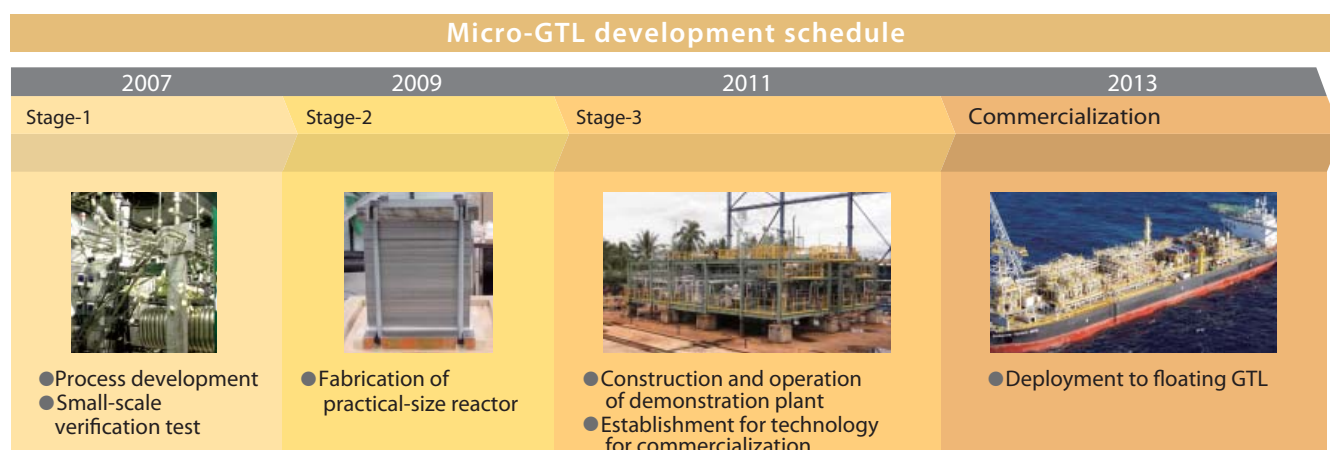 Micro-GTL development schedule
2007
2009
2011
2013
Stage-1
Stage-2
Stage-3
Commercialization
●Process development
●Small-scale
verification test
●Fabrication of
practical-size reactor
●Construction and operation
of demonstration plant
●Establishment for technology
for commercialization
●Deployment to floating GTL